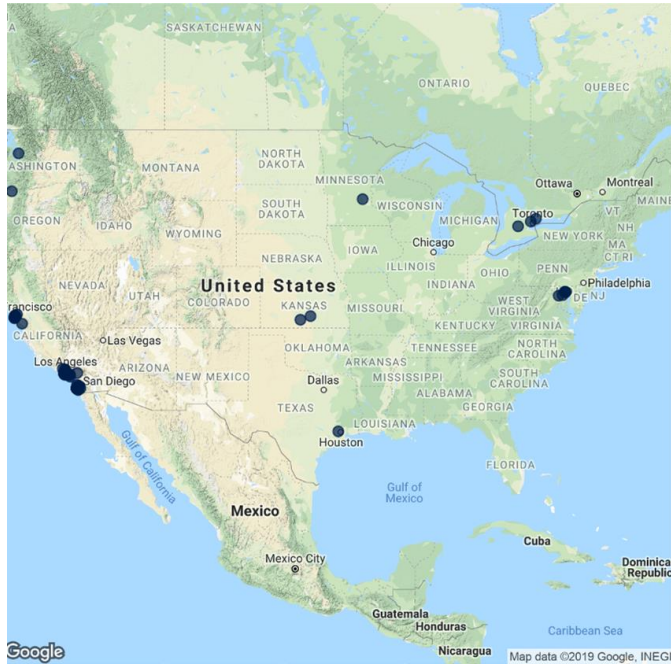 SASKATCHEWAN
ONTARIO
QUEBEC
ASHINGTON
MONTANA
NORTH
DAKOTA
MINNESOTA
Ottawa
Montreal
OREGON
IDAHO
SOUTH
DAKOTA
WISCONSIN
MICHIGAN
Toronto
VT
MAINE
NH
WYOMING
Chicago
NEW YORK
MA
CT RI
IOWA
NEBRASKA
ILLINOIS
INDIANA
OHIO
PENN
Philadelphia
NEVADA
UTAH
COLORADO
United States
KANSAS
MISSOURI
WEST
VIRGINIA
DE
NJ
rancisco
CALIFORNIA
KENTUCKY
VIRGINIA
Las Vegas
OKLAHOMA
TENNESSEE
NORTH
CAROLINA
Los Angeles
ARIZONA
NEW MEXICO
ARKANSAS
MISSISSIPPI
SOUTH
CAROLINA
San Diego
Dallas
ALABAMA
GEORGIA
TEXAS
LOUISIANA
Houston
Gulf of
California
FLORIDA
Gulf of
Mexico
Mexico
Cuba
Mexico City
Dominica
Republic
Guatemala
Honduras
Caribbean Sea
Nicaragua
Google
Map data ©2019 Google, INEGI